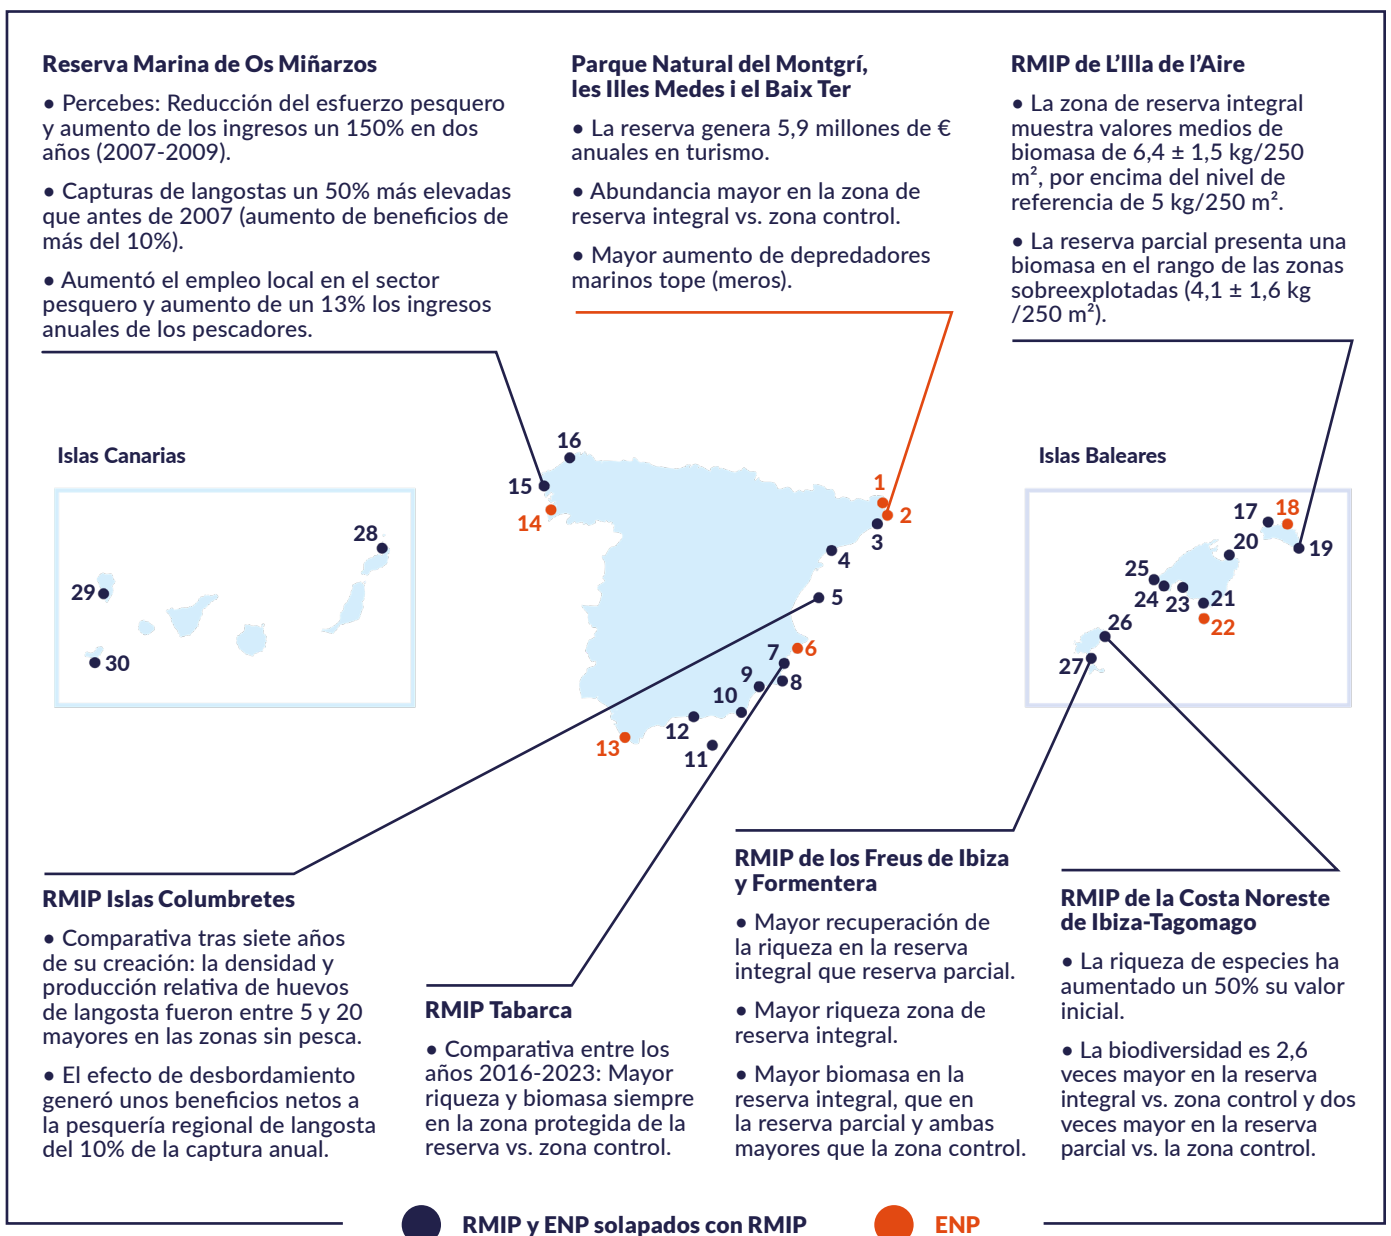 Reserva Marina de Os Miñarzos
• Percebes: Reducción del esfuerzo pesquero
y aumento de los ingresos un 150% en dos
años (2007-2009).
• Capturas de langostas un 50% más elevadas
que antes de 2007 (aumento de beneficios de
más del 10%).
• Aumentó el empleo local en el sector
pesquero y aumento de un 13% los ingresos
anuales de los pescadores.
Parque Natural del Montgrí,
les Illes Medes i el Baix Ter
• La reserva genera 5,9 millones de €
anuales en turismo.
• Abundancia mayor en la zona de
reserva integral vs. zona control.
• Mayor aumento de depredadores
marinos tope (meros).
RMIP de L'Illa de l'Aire
• La zona de reserva integral
muestra valores medios de
biomasa de 6,4 ± 1,5 kg/250
m², por encima del nivel de
referencia de 5 kg/250 m².
• La reserva parcial presenta una
biomasa en el rango de las zonas
sobreexplotadas (4,1 ± 1,6 kg
/250 m²).
Islas Canarias
28
29
30
16
15
14
1
2
3
4
5
6
7
8
9
10
12
11
13
Islas Baleares
17
18
19
20
25
24
23
21
22
26
27
RMIP Islas Columbretes
• Comparativa tras siete años
de su creación: la densidad y
producción relativa de huevos
de langosta fueron entre 5 y 20
mayores en las zonas sin pesca.
• El efecto de desbordamiento
generó unos beneficios netos a
la pesquería regional de langosta
del 10% de la captura anual.
RMIP Tabarca
• Comparativa entre los
años 2016-2023: Mayor
riqueza y biomasa siempre
en la zona protegida de la
reserva vs. zona control.
RMIP de los Freus de Ibiza
y Formentera
• Mayor recuperación de
la riqueza en la reserva
integral que reserva parcial.
• Mayor riqueza zona de
reserva integral.
• Mayor biomasa en la
reserva integral, que en
la reserva parcial y ambas
mayores que la zona control.
RMIP de la Costa Noreste
de Ibiza-Tagomago
• La riqueza de especies ha
aumentado un 50% su valor
inicial.
• La biodiversidad es 2,6
veces mayor en la reserva
integral vs. zona control y dos
veces mayor en la reserva
parcial vs. la zona control.
RMIP y ENP solapados con RMIP
ENP